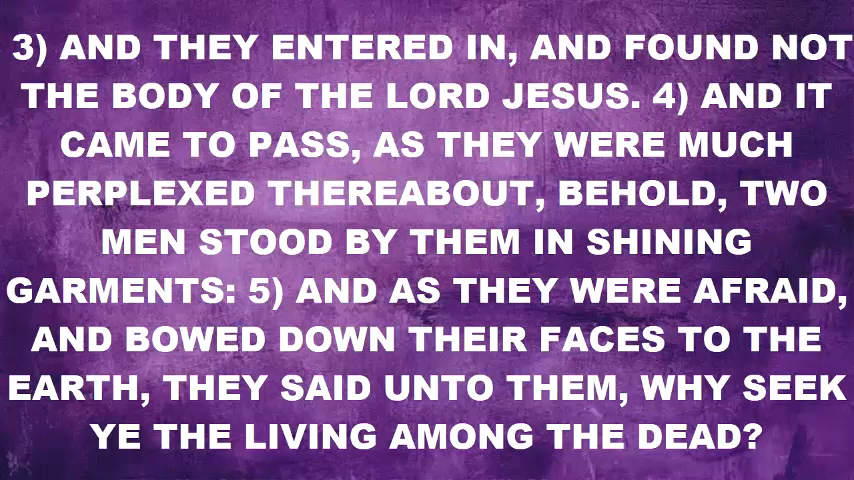 3) AND THEY ENTERED IN, AND FOUND NOT
THE BODY OF THE LORD JESUS. 4) AND IT
CAME TO PASS, AS THEY WERE MUCH
PERPLEXED THEREABOUT, BEHOLD, TWO
MEN STOOD BY THEM IN SHINING
GARMENTS: 5) AND AS THEY WERE AFRAID,
AND BOWED DOWN THEIR FACES TO THE
EARTH, THEY SAID UNTO THEM, WHY SEEK
YE THE LIVING AMONG THE DEAD?